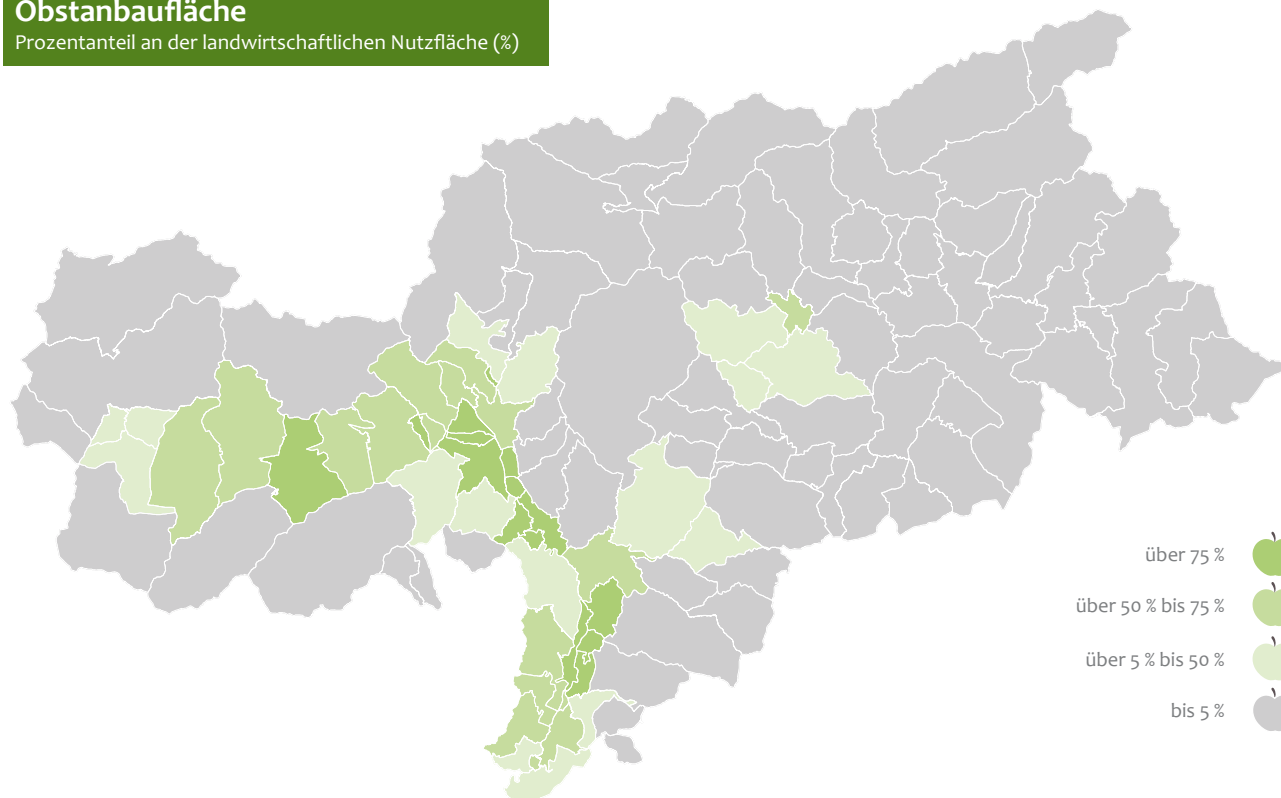 Obstanbaufläche
Prozentanteil an der landwirtschaftlichen Nutzfläche (%)
über 75 %
über 50 % bis 75 %
über 5 % bis 50 %
bis 5 %